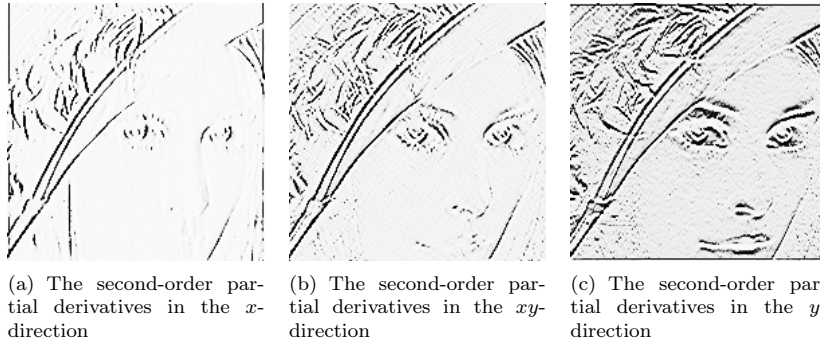 (a) The second-order par-
tial derivatives in the x-
direction
(b) The second-order par-
tial derivatives in the xy-
direction
(c) The second-order par
tial derivatives in the y
direction